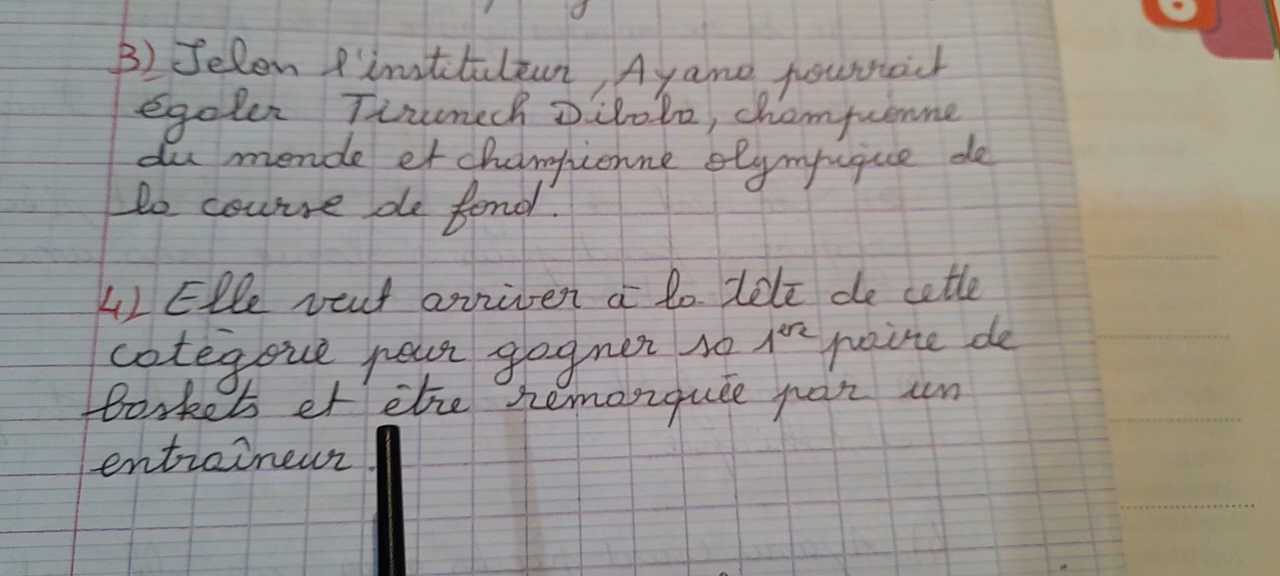 3) Selon l'instituteur, Ayana pourrait
égaler Tirunech Dibaba, championne
du monde et championne olympique de
la course de fond.
4) Elle veut arriver à la tête de cette
catégorie pour gagner sa 1ère paire de
baskets et être remarquée par un
entraîneur.